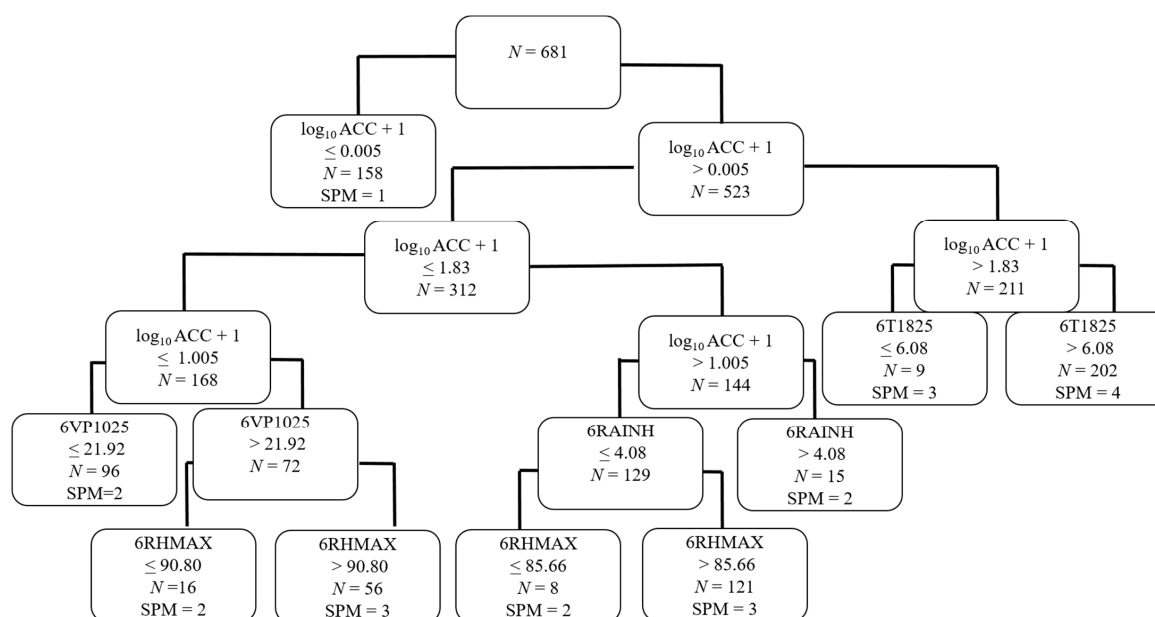 N = 681
log₁₀ ACC + 1
≤ 0.005
N = 158
SPM = 1
log₁₀ ACC + 1
> 0.005
N = 523
log₁₀ ACC + 1
≤ 1.83
N = 312
log₁₀ ACC + 1
> 1.83
N = 211
log₁₀ ACC + 1
≤ 1.005
N = 168
log₁₀ ACC + 1
> 1.005
N = 144
6T1825
≤ 6.08
N = 9
SPM = 3
6T1825
> 6.08
N = 202
SPM = 4
6VP1025
≤ 21.92
N = 96
SPM=2
6VP1025
> 21.92
N = 72
6RAINH
≤ 4.08
N = 129
6RAINH
> 4.08
N = 15
SPM = 2
6RHMAX
≤ 90.80
N =16
SPM = 2
6RHMAX
> 90.80
N = 56
SPM = 3
6RHMAX
≤ 85.66
N = 8
SPM = 2
6RHMAX
> 85.66
N = 121
SPM = 3